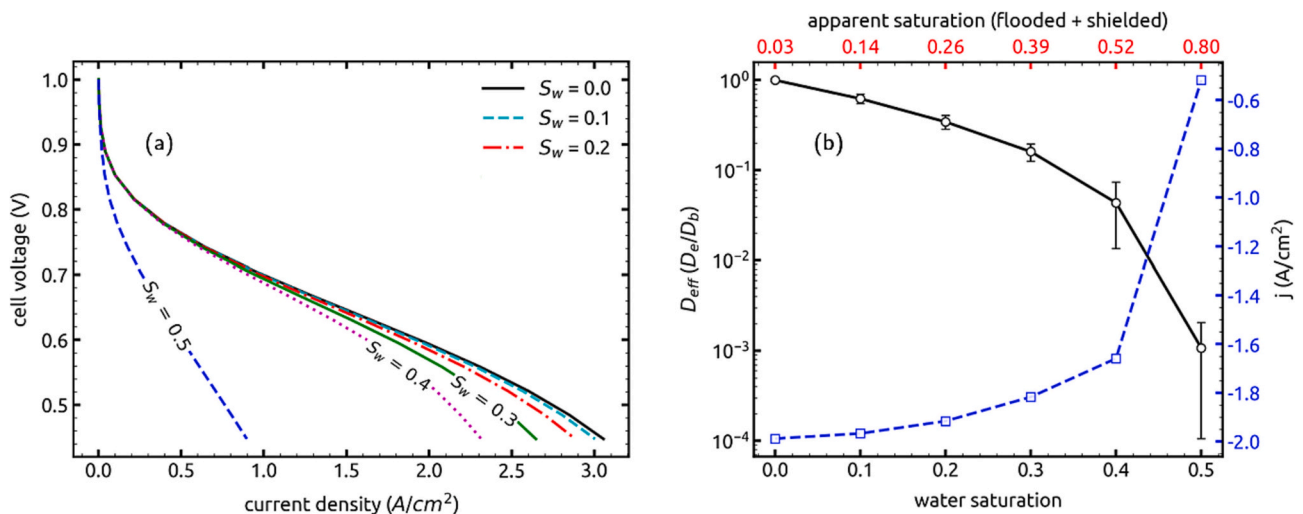 apparent saturation (flooded + shielded)
0.03 0.14 0.26 0.39 0.52 0.80
1.0
0.9
0.8
0.7
0.6
0.5
cell voltage (V)
(a)
S_w = 0.0
S_w = 0.1
S_w = 0.2
S_w = 0.5
S_w = 0.4
S_w = 0.3
0.0 0.5 1.0 1.5 2.0 2.5 3.0
current density (A/cm²)
10⁰
10⁻¹
10⁻²
10⁻³
10⁻⁴
D_eff (D_e/D_b)
(b)
-0.6
-0.8
-1.0
-1.2
-1.4
-1.6
-1.8
-2.0
j (A/cm²)
0.0 0.1 0.2 0.3 0.4 0.5
water saturation